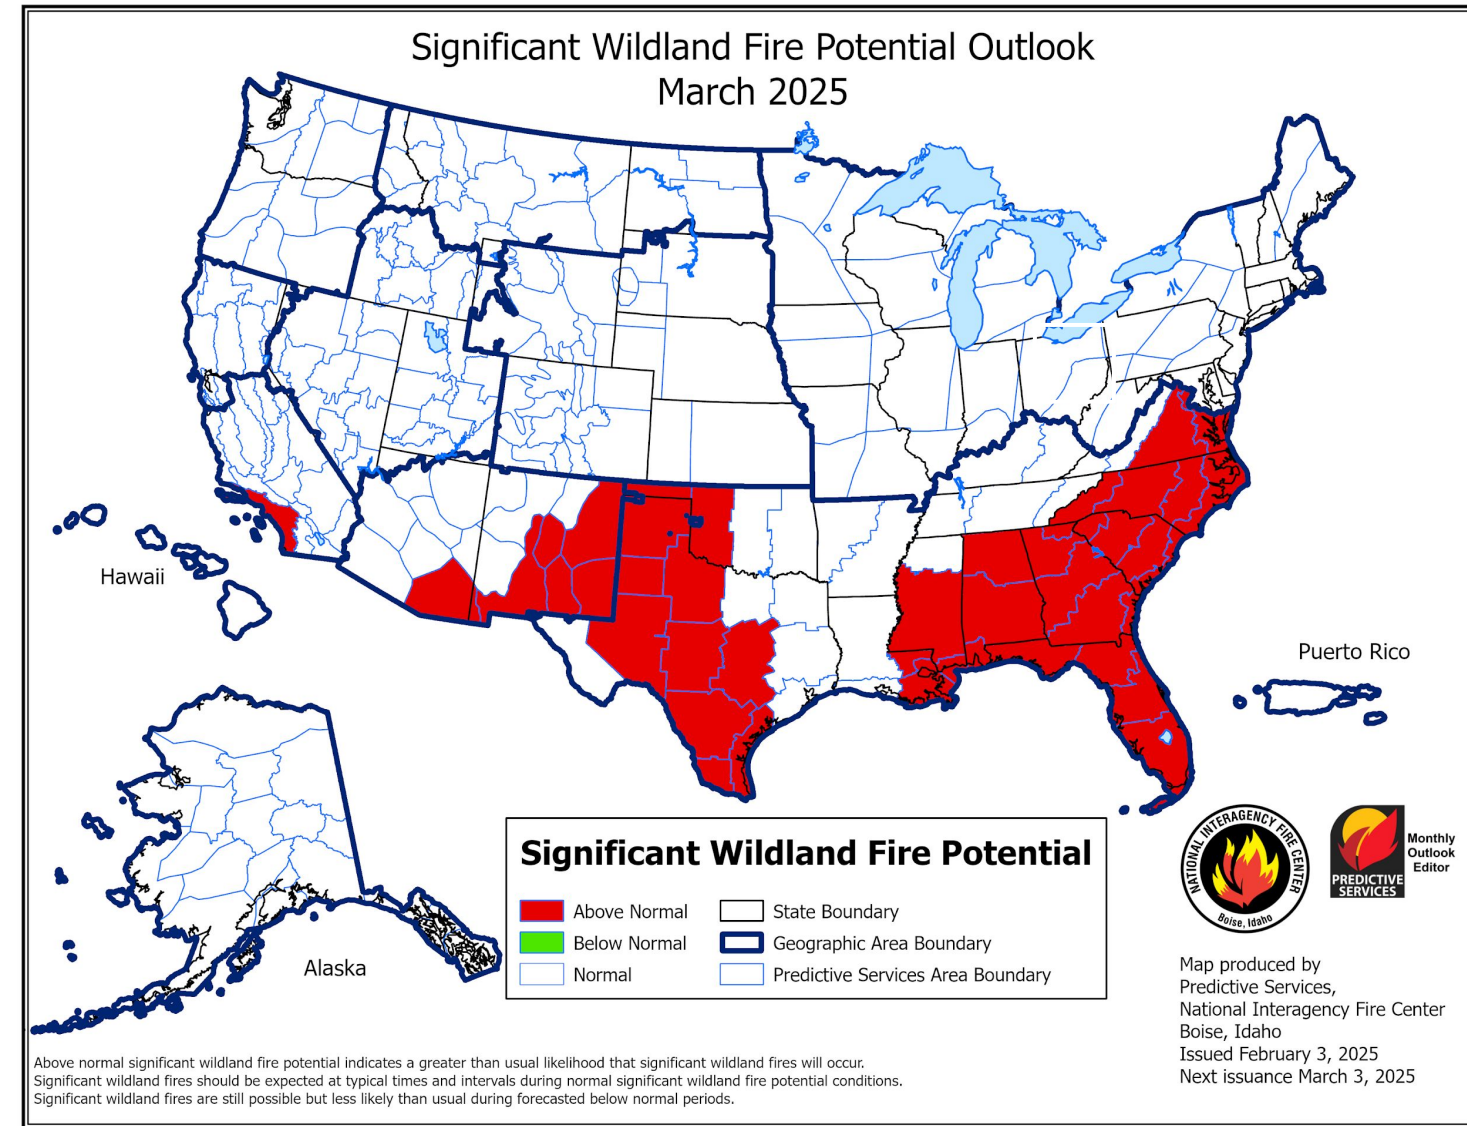 Significant Wildland Fire Potential Outlook
March 2025
Hawaii
Puerto Rico
Alaska
Significant Wildland Fire Potential
Above Normal
Below Normal
Normal
State Boundary
Geographic Area Boundary
Predictive Services Area Boundary
NATIONAL INTERAGENCY FIRE CENTER
Boise, Idaho
PREDICTIVE
SERVICES
Monthly
Outlook
Editor
Map produced by
Predictive Services,
National Interagency Fire Center
Boise, Idaho
Issued February 3, 2025
Next issuance March 3, 2025
Above normal significant wildland fire potential indicates a greater than usual likelihood that significant wildland fires will occur.
Significant wildland fires should be expected at typical times and intervals during normal significant wildland fire potential conditions.
Significant wildland fires are still possible but less likely than usual during forecasted below normal periods.